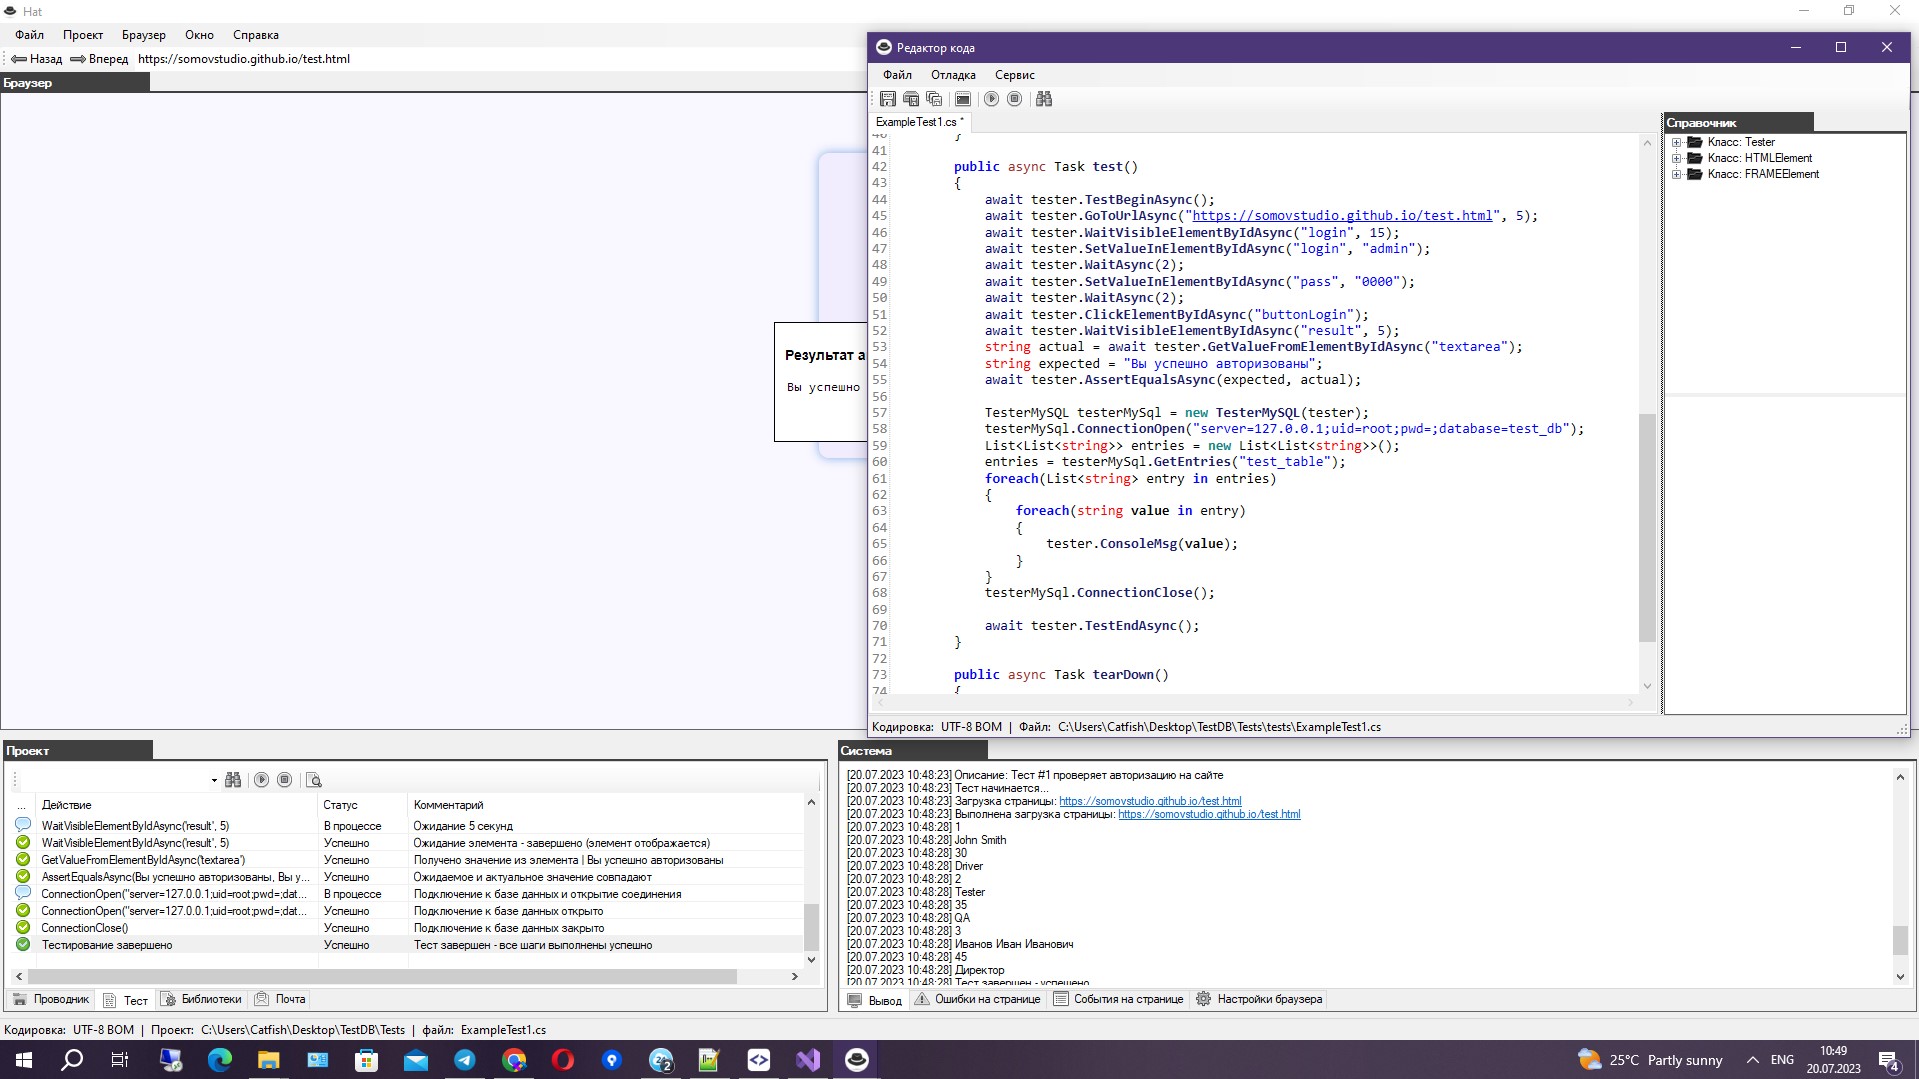 Hat
Файл Проект Браузер Окно Справка
Назад Вперед https://somovstudio.github.io/test.html
Браузер
Результат а
Вы успешно
Редактор кода
Файл Отладка Сервис
ExampleTest1.cs *
40 }
41
42 public async Task test()
43 {
44 await tester.TestBeginAsync();
45 await tester.GoToUrlAsync("https://somovstudio.github.io/test.html", 5);
46 await tester.WaitVisibleElementByIdAsync("login", 15);
47 await tester.SetValueInElementByIdAsync("login", "admin");
48 await tester.WaitAsync(2);
49 await tester.SetValueInElementByIdAsync("pass", "0000");
50 await tester.WaitAsync(2);
51 await tester.ClickElementByIdAsync("buttonLogin");
52 await tester.WaitVisibleElementByIdAsync("result", 5);
53 string actual = await tester.GetValueFromElementByIdAsync("textarea");
54 string expected = "Вы успешно авторизованы";
55 await tester.AssertEqualsAsync(expected, actual);
56
57 TesterMySQL testerMySql = new TesterMySQL(tester);
58 testerMySql.ConnectionOpen("server=127.0.0.1;uid=root;pwd=;database=test_db");
59 List<List<string>> entries = new List<List<string>>();
60 entries = testerMySql.GetEntries("test_table");
61 foreach(List<string> entry in entries)
62 {
63 foreach(string value in entry)
64 {
65 tester.ConsoleMsg(value);
66 }
67 }
68 testerMySql.ConnectionClose();
69
70 await tester.TestEndAsync();
71 }
72
73 public async Task tearDown()
74 {
Кодировка: UTF-8 BOM | Файл: C:\Users\Catfish\Desktop\TestDB\Tests\tests\ExampleTest1.cs
Справочник
Класс: Tester
Класс: HTMLElement
Класс: FRAMEElement
Проект
... Действие Статус Комментарий
WaitVisibleElementByIdAsync('result', 5) В процессе Ожидание 5 секунд
WaitVisibleElementByIdAsync('result', 5) Успешно Ожидание элемента - завершено (элемент отображается)
GetValueFromElementByIdAsync('textarea') Успешно Получено значение из элемента | Вы успешно авторизованы
AssertEqualsAsync(Вы успешно авторизованы, Вы у... Успешно Ожидаемое и актуальное значение совпадают
ConnectionOpen("server=127.0.0.1;uid=root;pwd=;dat... В процессе Подключение к базе данных и открытие соединения
ConnectionOpen("server=127.0.0.1;uid=root;pwd=;dat... Успешно Подключение к базе данных открыто
ConnectionClose() Успешно Подключение к базе данных закрыто
Тестирование завершено Успешно Тест завершен - все шаги выполнены успешно
Проводник Тест Библиотеки Почта
Система
[20.07.2023 10:48:23] Описание: Тест #1 проверяет авторизацию на сайте
[20.07.2023 10:48:23] Тест начинается...
[20.07.2023 10:48:23] Загрузка страницы: https://somovstudio.github.io/test.html
[20.07.2023 10:48:23] Выполнена загрузка страницы: https://somovstudio.github.io/test.html
[20.07.2023 10:48:28] 1
[20.07.2023 10:48:28] John Smith
[20.07.2023 10:48:28] 30
[20.07.2023 10:48:28] Driver
[20.07.2023 10:48:28] 2
[20.07.2023 10:48:28] Tester
[20.07.2023 10:48:28] 35
[20.07.2023 10:48:28] QA
[20.07.2023 10:48:28] 3
[20.07.2023 10:48:28] Иванов Иван Иванович
[20.07.2023 10:48:28] 45
[20.07.2023 10:48:28] Директор
[20.07.2023 10:48:28] Тест завершен - успешно
Вывод Ошибки на странице События на странице Настройки браузера
Кодировка: UTF-8 BOM | Проект: C:\Users\Catfish\Desktop\TestDB\Tests | файл: ExampleTest1.cs
24 2
25°C Partly sunny ENG 10:49
20.07.2023
4